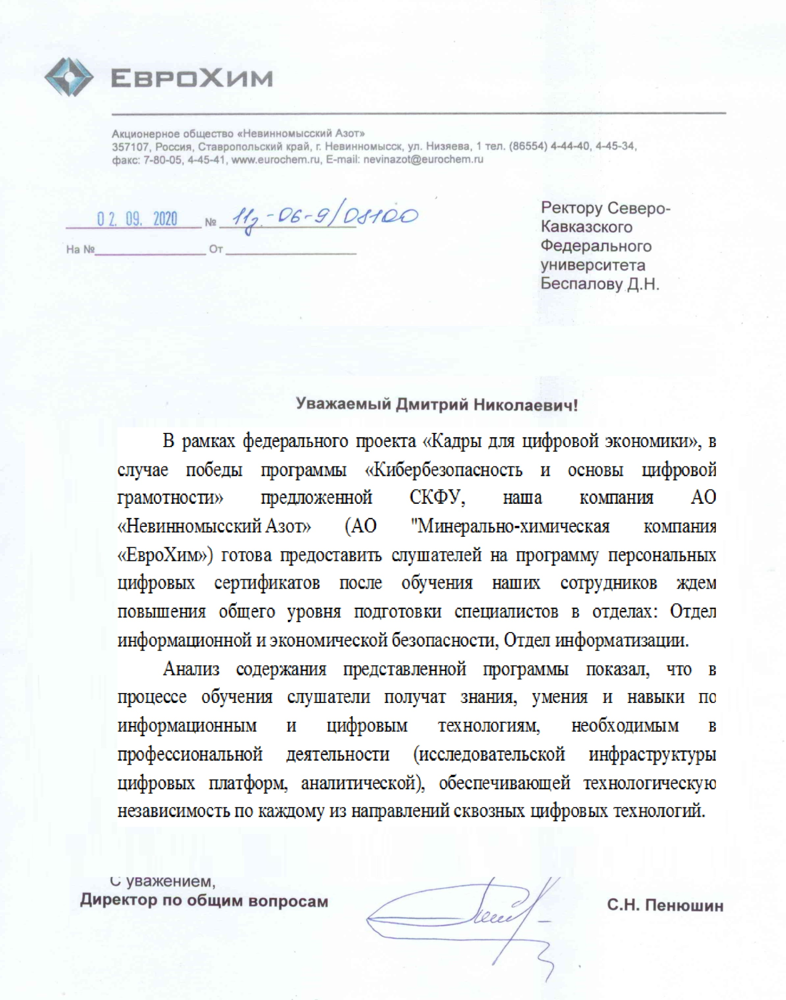 ЕвроХим
Акционерное общество «Невинномысский Азот»
357107, Россия, Ставропольский край, г. Невинномысск, ул. Низяева, 1 тел. (86554) 4-44-40, 4-45-34,
факс: 7-80-05, 4-45-41, www.eurochem.ru, E-mail: nevinazot@eurochem.ru
02. 09. 2020 № -06-9/08100
На № От
Ректору Северо-
Кавказского
Федерального
университета
Беспалову Д.Н.
Уважаемый Дмитрий Николаевич!
В рамках федерального проекта «Кадры для цифровой экономики», в
случае победы программы «Кибербезопасность и основы цифровой
грамотности» предложенной СКФУ, наша компания АО
«Невинномысский Азот» (АО "Минерально-химическая компания
«ЕвроХим») готова предоставить слушателей на программу персональных
цифровых сертификатов после обучения наших сотрудников ждем
повышения общего уровня подготовки специалистов в отделах: Отдел
информационной и экономической безопасности, Отдел информатизации.
Анализ содержания представленной программы показал, что в
процессе обучения слушатели получат знания, умения и навыки по
информационным и цифровым технологиям, необходимым в
профессиональной деятельности (исследовательской инфраструктуры
цифровых платформ, аналитической), обеспечивающей технологическую
независимость по каждому из направлений сквозных цифровых технологий.
С уважением,
Директор по общим вопросам С.Н. Пенюшин